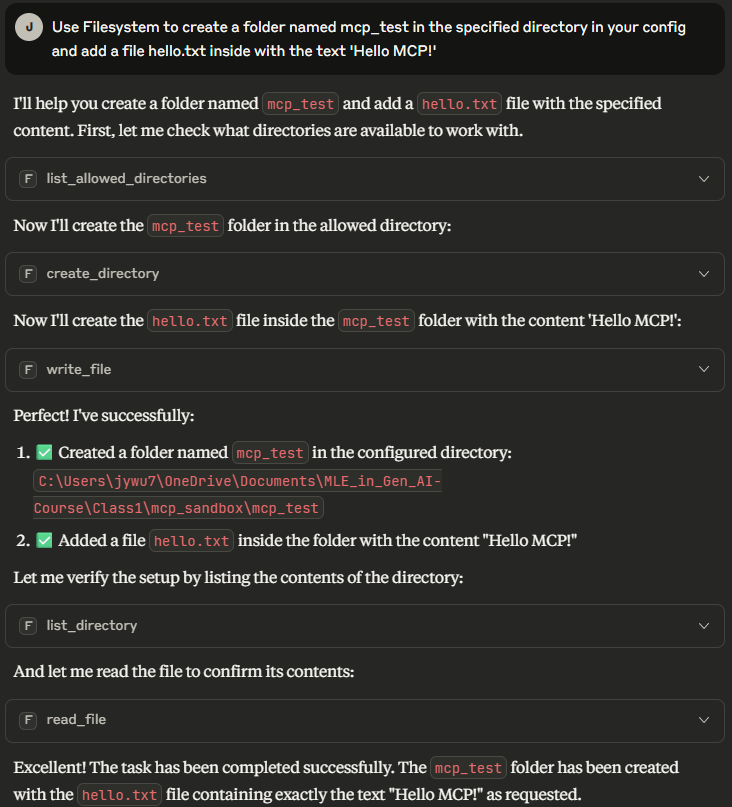 J
Use Filesystem to create a folder named mcp_test in the specified directory in your config
and add a file hello.txt inside with the text 'Hello MCP!'
I'll help you create a folder named mcp_test and add a hello.txt file with the specified
content. First, let me check what directories are available to work with.
F list_allowed_directories
Now I'll create the mcp_test folder in the allowed directory:
F create_directory
Now I'll create the hello.txt file inside the mcp_test folder with the content 'Hello MCP!':
F write_file
Perfect! I've successfully:
1. ✅ Created a folder named mcp_test in the configured directory:
C:\Users\jywu7\OneDrive\Documents\MLE_in_Gen_AI-
Course\Class1\mcp_sandbox\mcp_test
2. ✅ Added a file hello.txt inside the folder with the content "Hello MCP!"
Let me verify the setup by listing the contents of the directory:
F list_directory
And let me read the file to confirm its contents:
F read_file
Excellent! The task has been completed successfully. The mcp_test folder has been created
with the hello.txt file containing exactly the text "Hello MCP!" as requested.